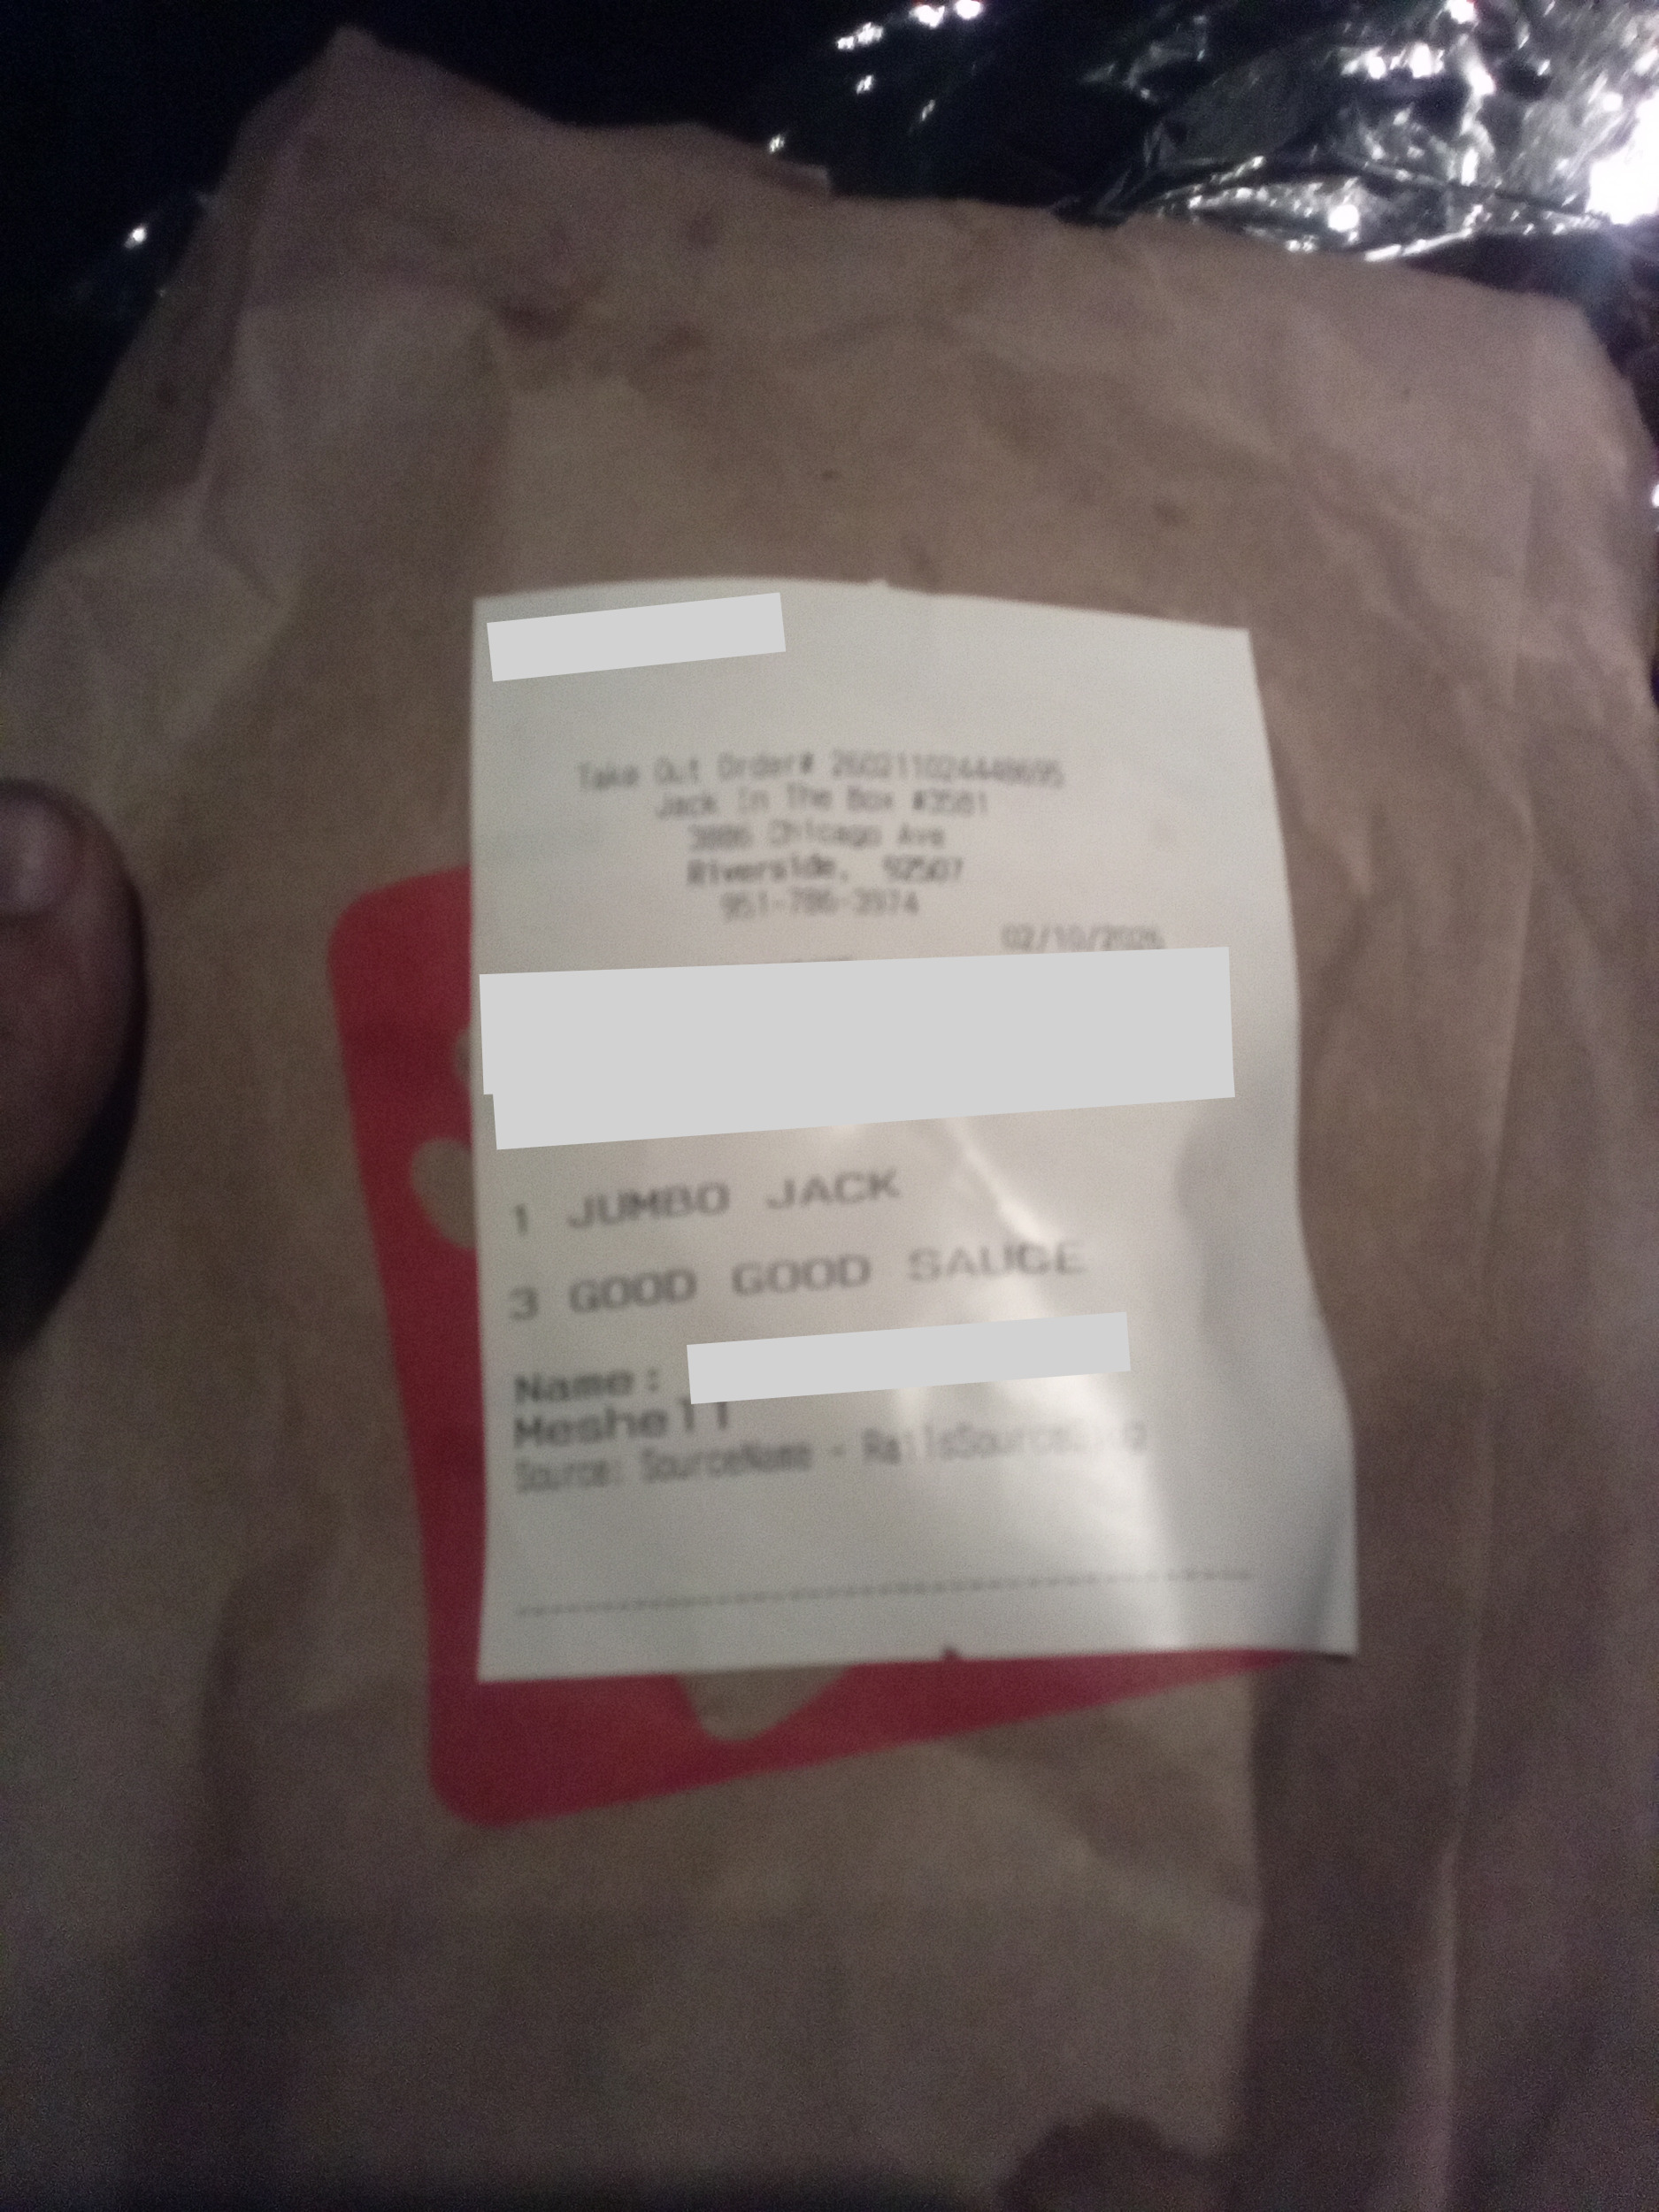 Take Out Order# 260211024448695
Jack In The Box #3581
3886 Chicago Ave
Riverside, 92507
951-786-3974
02/10/2026
1 JUMBO JACK
3 GOOD GOOD SAUCE
Name:
Meshell
Source: SourceName -